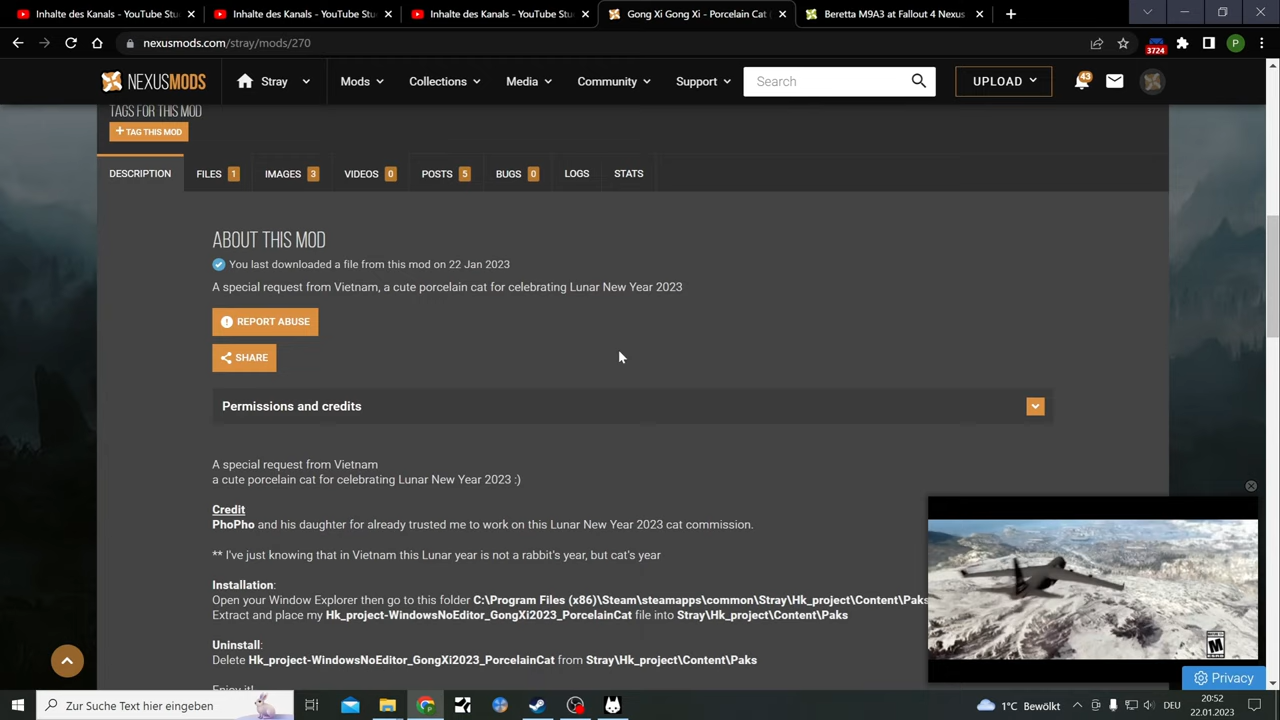 Inhalte des Kanals - YouTube Stu
Inhalte des Kanals - YouTube Stu
Inhalte des Kanals - YouTube Stu
Gong Xi Gong Xi - Porcelain Cat
Beretta M9A3 at Fallout 4 Nexus
nexusmods.com/stray/mods/270
3724
P
NEXUSMODS
Stray
Mods
Collections
Media
Community
Support
Search
UPLOAD
43
TAGS FOR THIS MOD
+ TAG THIS MOD
DESCRIPTION
FILES 1
IMAGES 3
VIDEOS 0
POSTS 5
BUGS 0
LOGS
STATS
ABOUT THIS MOD
You last downloaded a file from this mod on 22 Jan 2023
A special request from Vietnam, a cute porcelain cat for celebrating Lunar New Year 2023
REPORT ABUSE
SHARE
Permissions and credits
A special request from Vietnam
a cute porcelain cat for celebrating Lunar New Year 2023 :)
Credit
PhoPho and his daughter for already trusted me to work on this Lunar New Year 2023 cat commission.
** I've just knowing that in Vietnam this Lunar year is not a rabbit's year, but cat's year
Installation:
Open your Window Explorer then go to this folder C:\Program Files (x86)\Steam\steamapps\common\Stray\Hk_project\Content\Paks
Extract and place my Hk_project-WindowsNoEditor_GongXi2023_PorcelainCat file into Stray\Hk_project\Content\Paks
Uninstall:
Delete Hk_project-WindowsNoEditor_GongXi2023_PorcelainCat from Stray\Hk_project\Content\Paks
Enjoy it!
M
Privacy
Zur Suche Text hier eingeben
1°C Bewölkt
DEU
20:52
22.01.2023